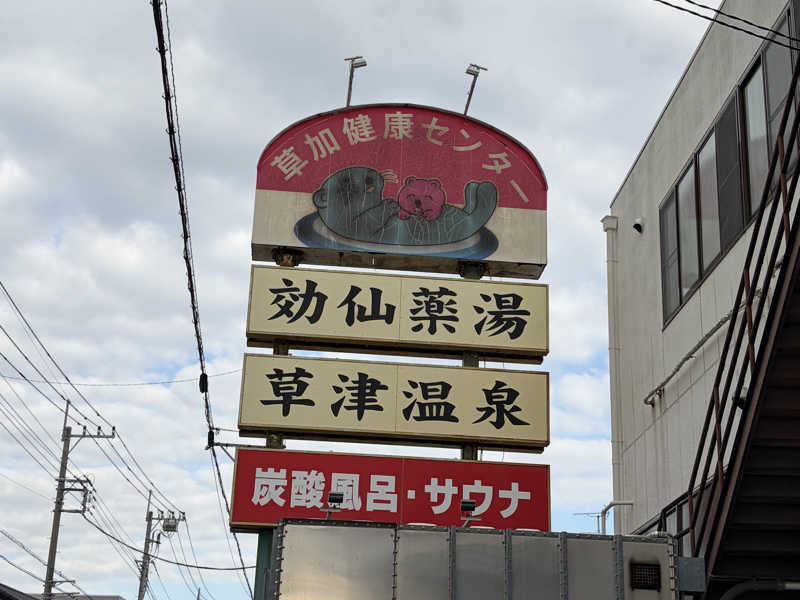 草加健康センター
効仙薬湯
草津温泉
炭酸風呂・サウナ